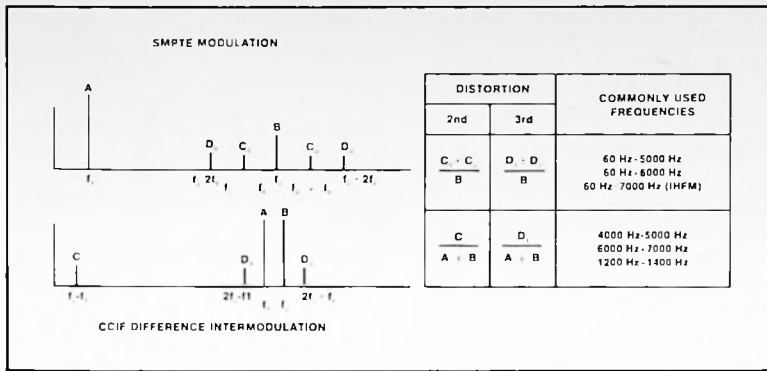 SMPTE MODULATION
A
B
D C C D
f 2f f f f f f 2f
A B
C
D D
f-f 2f-f1 f f 2f f
CCIF DIFFERENCE INTERMODULATION
DISTORTION
2nd 3rd
COMMONLY USED
FREQUENCIES
C C
B
D D
B
60 Hz-5000 Hz
60 Hz-6000 Hz
60 Hz 7000 Hz (IHFM)
C
A + B
D
A + B
4000 Hz-5000 Hz
6000 Hz-7000 Hz
1200 Hz-1400 Hz